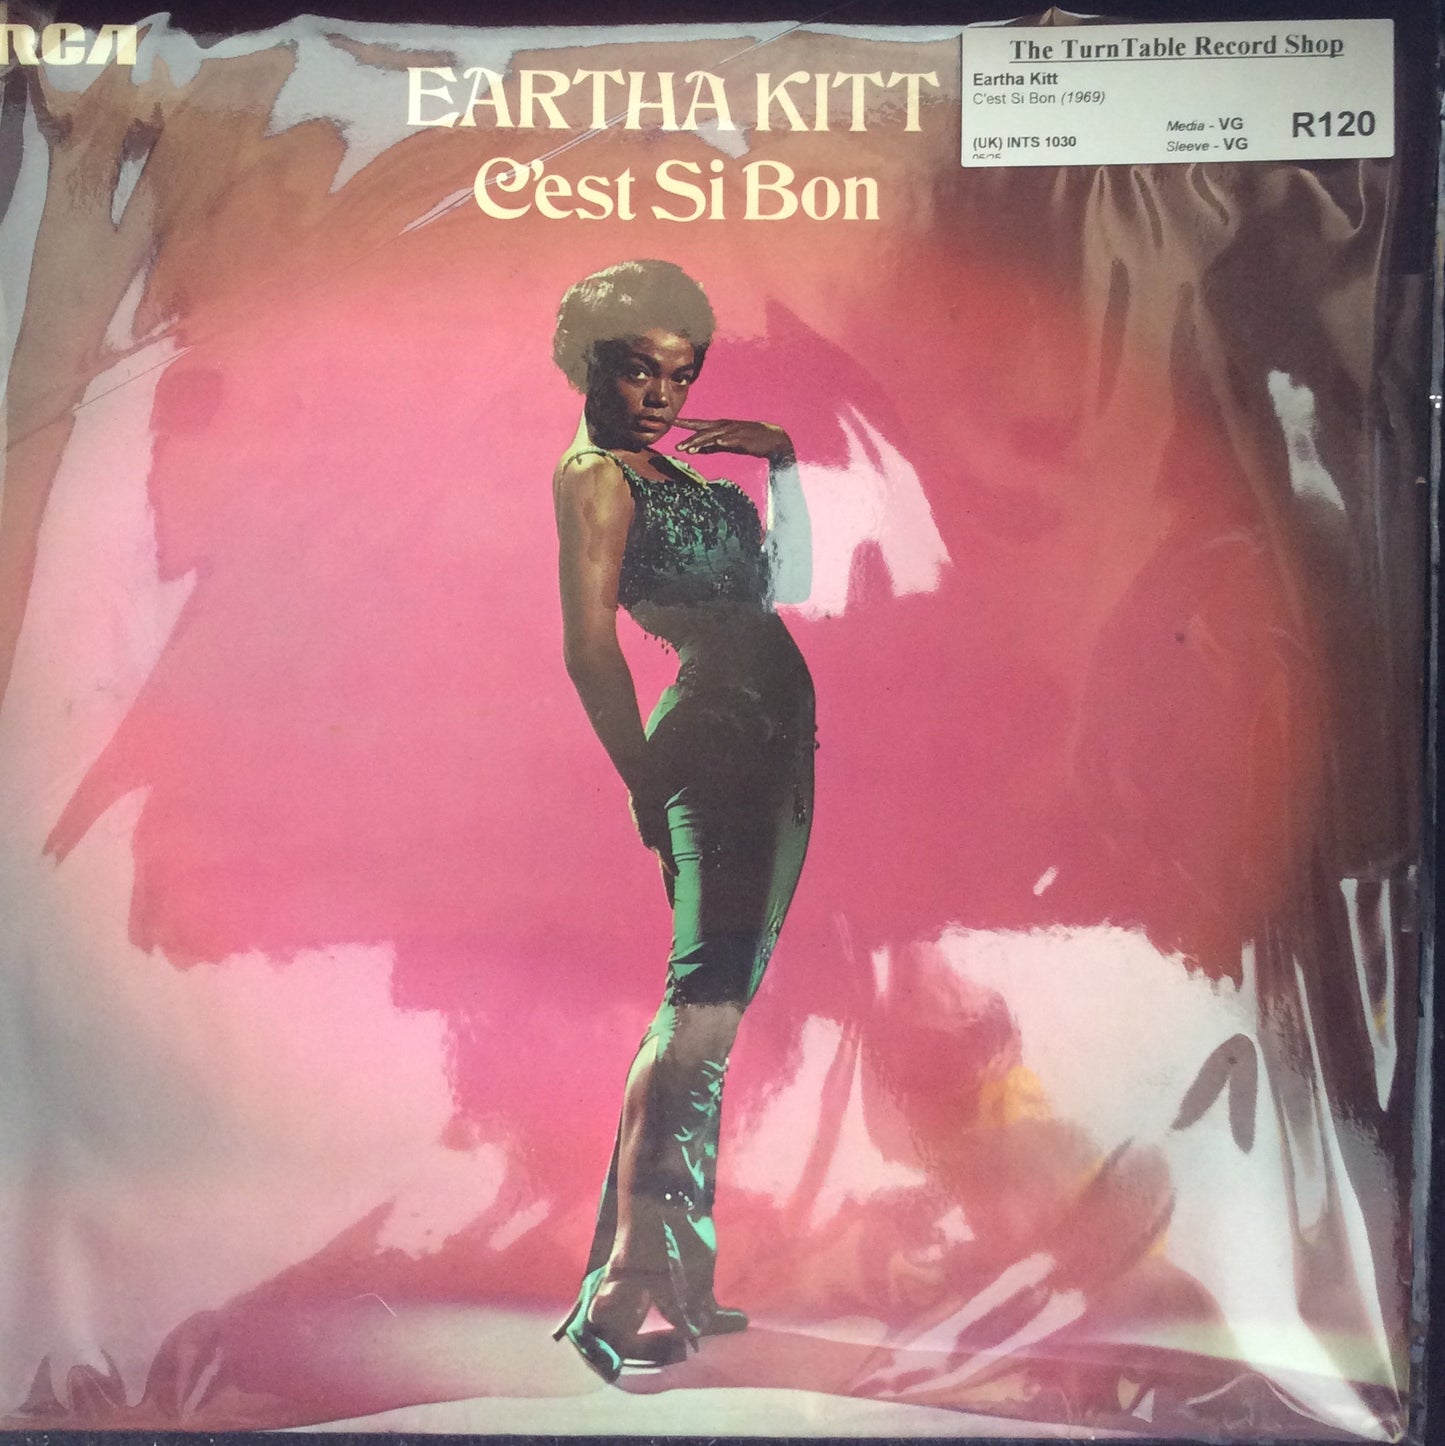 RCA
EARTHA KITT
C'est Si Bon
The TurnTable Record Shop
Eartha Kitt
C'est Si Bon (1969)
Media - VG
R120
(UK) INTS 1030
Sleeve - VG